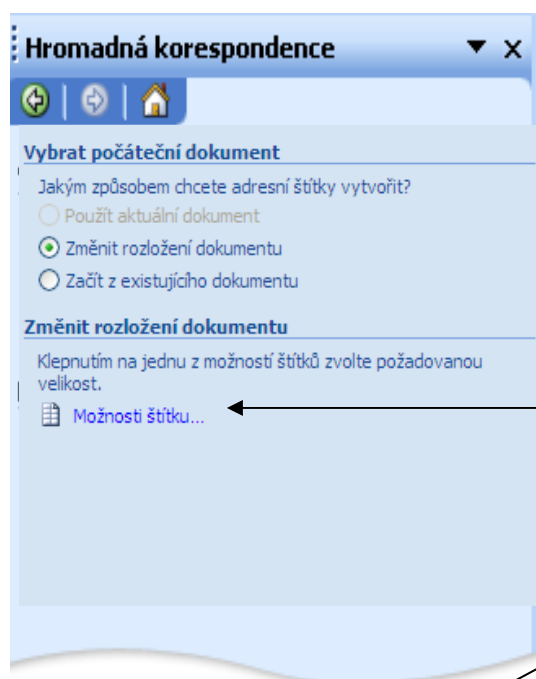 Hromadná korespondence
Vybrat počáteční dokument
Jakým způsobem chcete adresní štítky vytvořit?
Použít aktuální dokument
Změnit rozložení dokumentu
Začít z existujícího dokumentu
Změnit rozložení dokumentu
Klepnutím na jednu z možností štítků zvolte požadovanou
velikost.
Možnosti štítku...